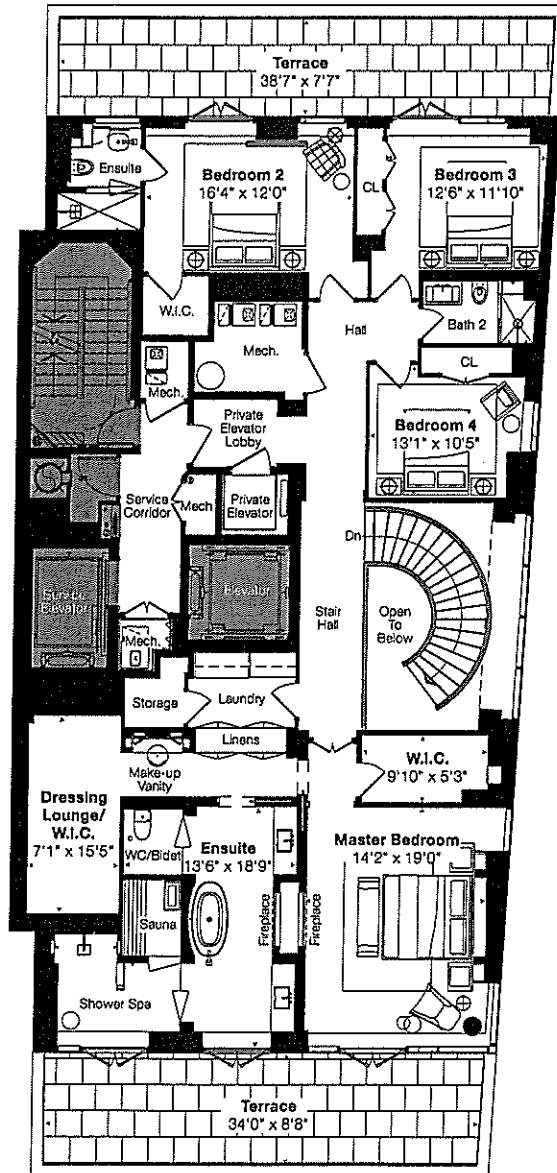 Terrace
38'7" x 7'7"
Ensuite
Bedroom 2
16'4" x 12'0"
CL
Bedroom 3
12'6" x 11'10"
W.I.C.
Mech.
Hall
Bath 2
CL
Mech.
Private
Elevator
Lobby
Bedroom 4
13'1" x 10'5"
Service
Corridor
Mech
Private
Elevator
Dn
Service
Elevator
Elevator
Stair
Hall
Open
To
Below
Mech.
Storage
Laundry
Linens
Make-up
Vanity
W.I.C.
9'10" x 5'3"
Dressing
Lounge/
W.I.C.
7'1" x 15'5"
WC/Bidet
Ensuite
13'6" x 18'9"
Master Bedroom
14'2" x 19'0"
Sauna
Fireplace
Fireplace
Shower Spa
Terrace
34'0" x 8'8"